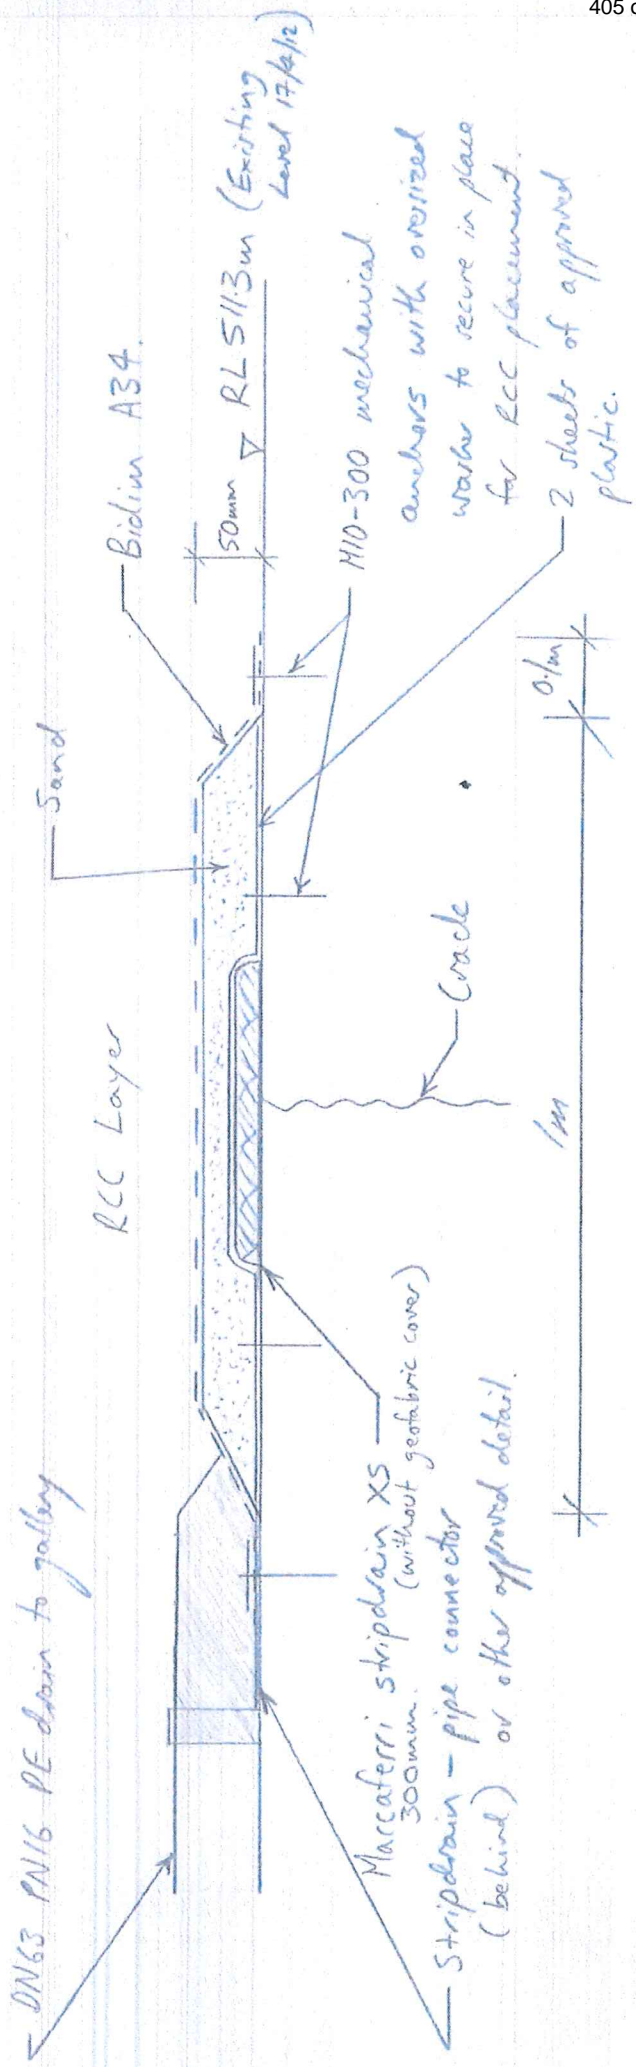 405 o
DN63 PN16 PE drain to gallery
RCC Layer
Sand
Bidim A34.
50mm
RL 511.3m (Existing
Level 17/12)
M10-300 mechanical
anchors with oversized
washer to secure in place
for RCC placement.
2 sheets of approved
plastic.
Crack
Maccaferri stripdrain XS
300mm. (without geofabric cover)
Stripdrain - pipe connector
(behind) or other approved detail.
1m
0.1m